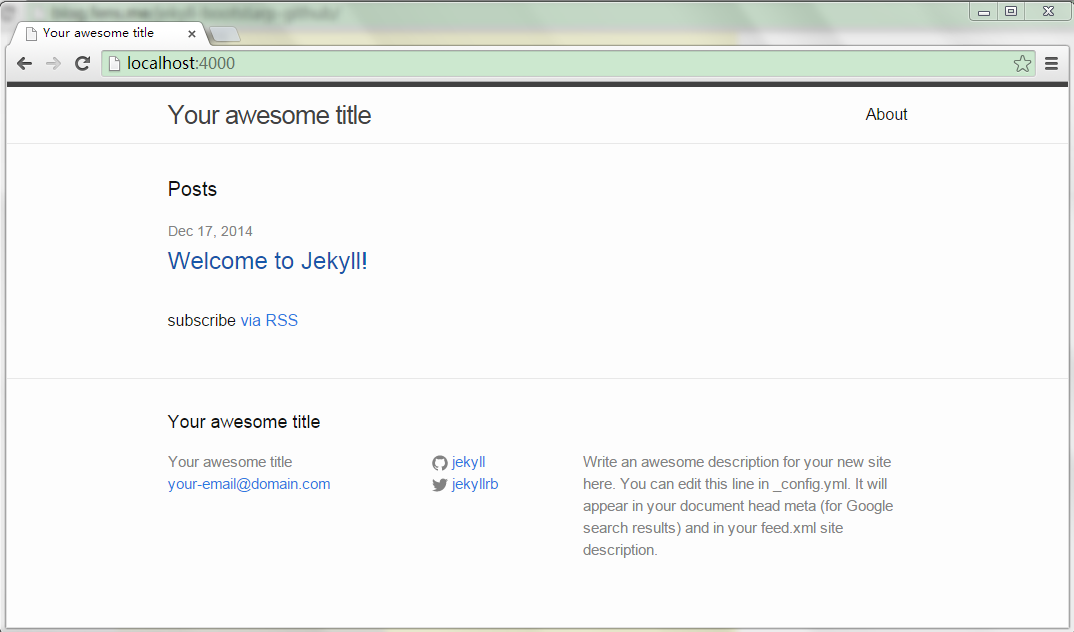 Your awesome title
localhost:4000
Your awesome title
About
Posts
Dec 17, 2014
Welcome to Jekyll!
subscribe via RSS
Your awesome title
Your awesome title
your-email@domain.com
jekyll
jekyllrb
Write an awesome description for your new site
here. You can edit this line in _config.yml. It will
appear in your document head meta (for Google
search results) and in your feed.xml site
description.